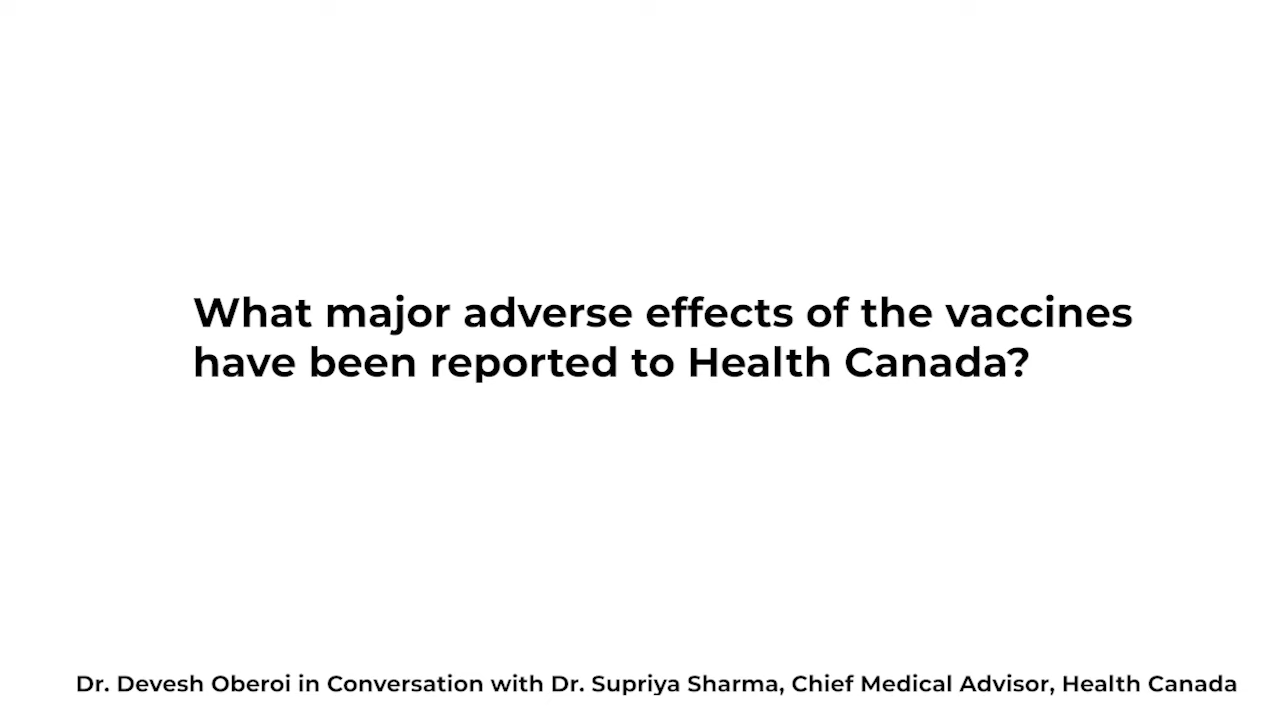 What major adverse effects of the vaccines
have been reported to Health Canada?
Dr. Devesh Oberoi in Conversation with Dr. Supriya Sharma, Chief Medical Advisor, Health Canada